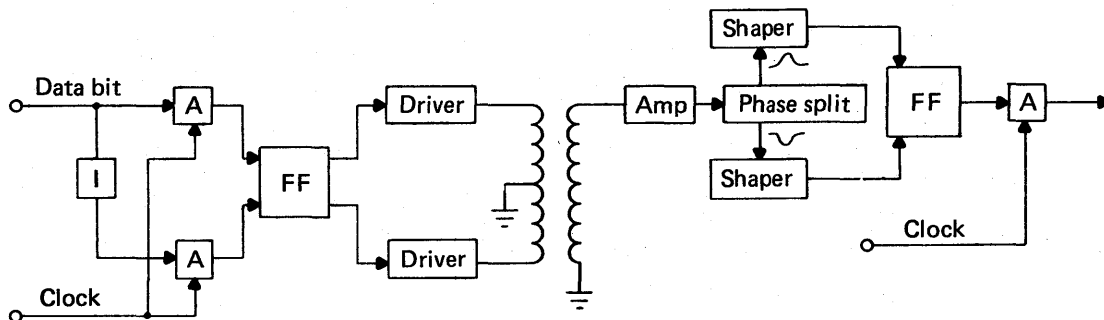 Data bit
A
I
Clock
A
FF
Driver
Driver
Amp
Shaper
Phase split
Shaper
FF
A
Clock